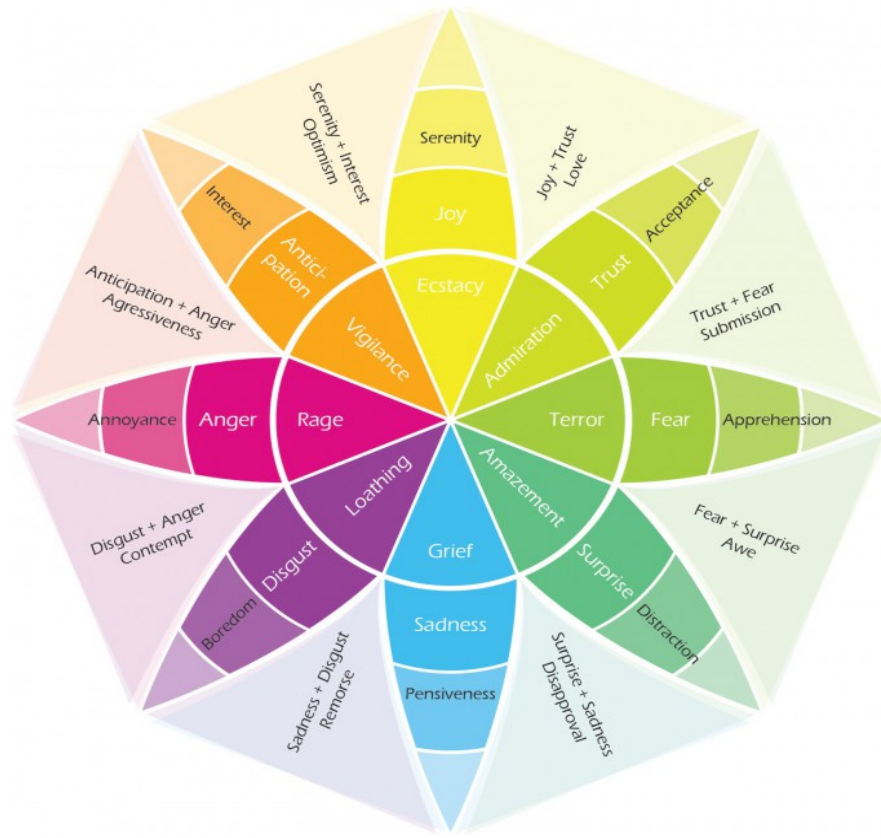 Serenity + Interest
Optimism
Serenity
Joy
Ecstacy
Joy + Trust
Love
Acceptance
Trust
Admiration
Trust + Fear
Submission
Terror
Fear
Apprehension
Fear + Surprise
Awe
Amazement
Surprise
Distraction
Surprise + Sadness
Disapproval
Grief
Sadness
Pensiveness
Sadness + Disgust
Remorse
Loathing
Disgust
Boredom
Disgust + Anger
Contempt
Rage
Anger
Annoyance
Anticipation + Anger
Agressiveness
Vigilance
Antici-
pation
Interest